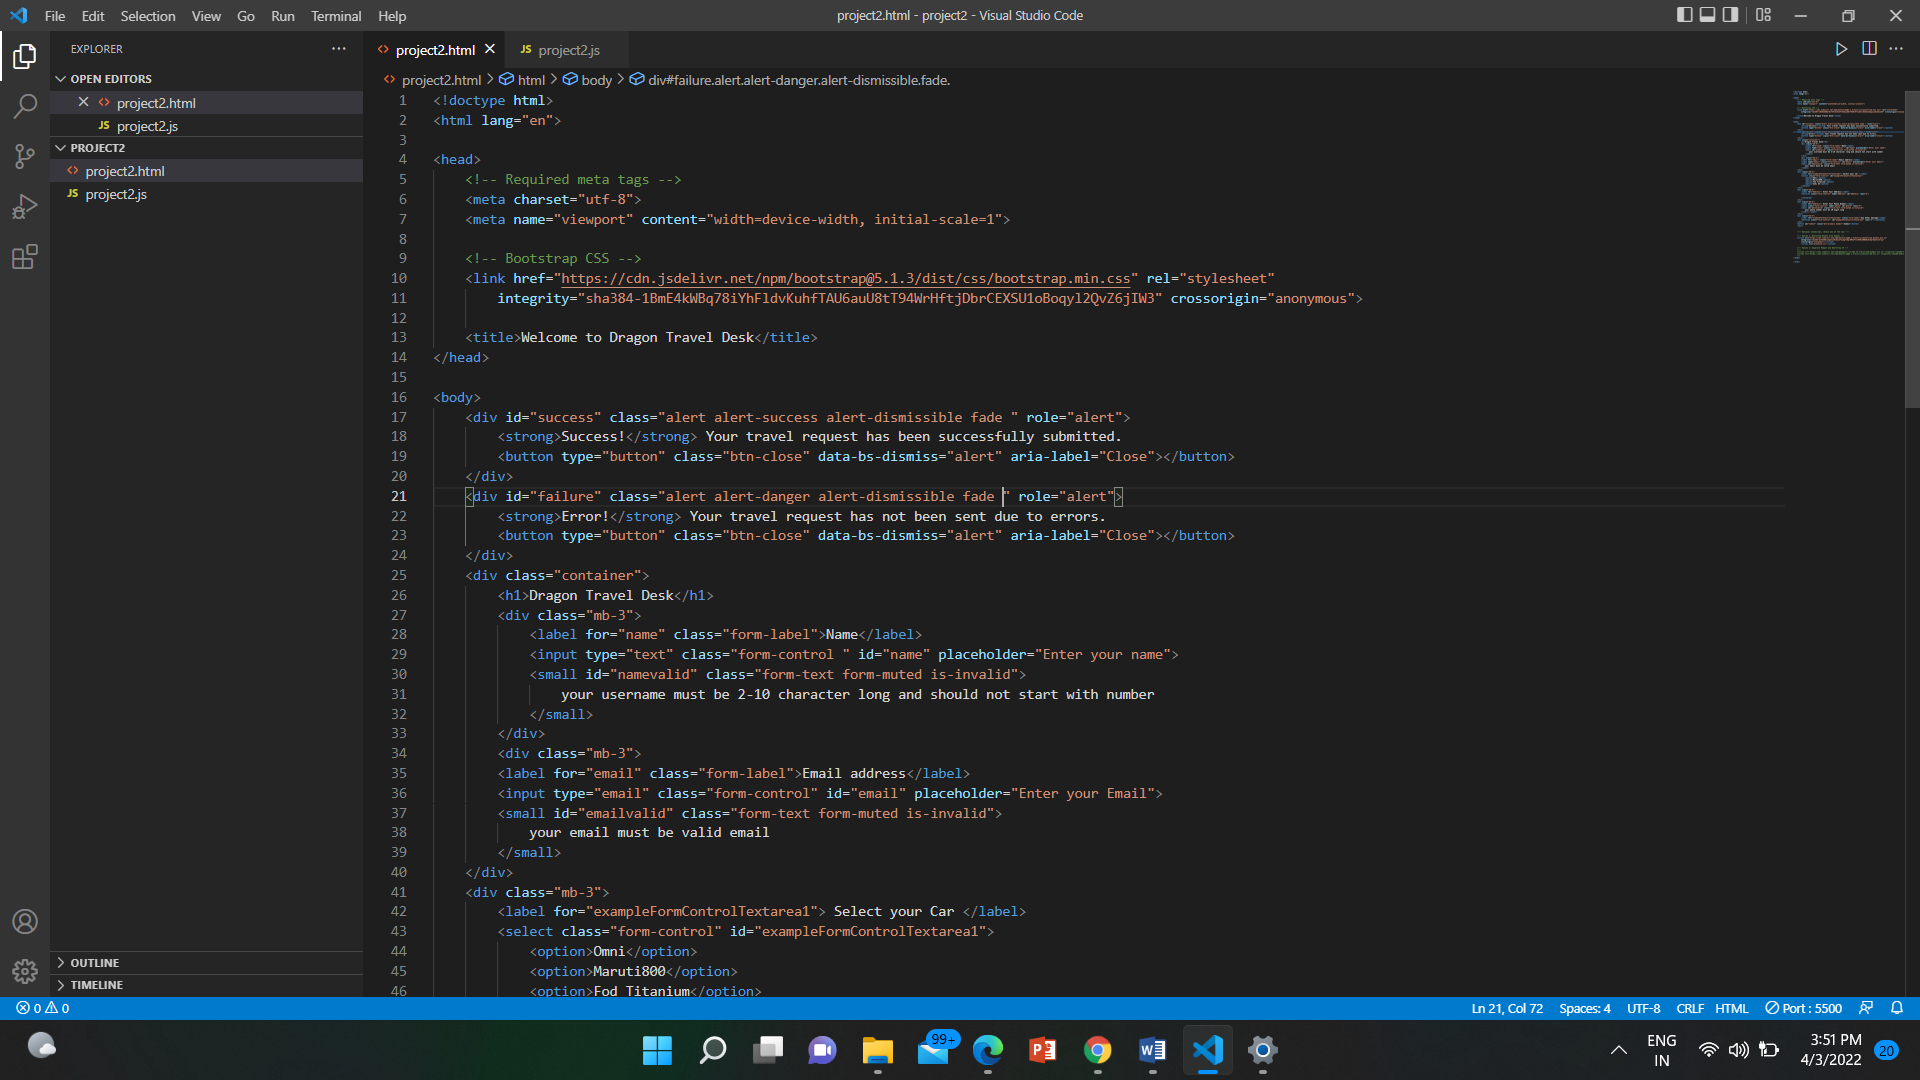 File Edit Selection View Go Run Terminal Help
project2.html - project2 - Visual Studio Code
EXPLORER
OPEN EDITORS
project2.html
JS project2.js
PROJECT2
project2.html
JS project2.js
OUTLINE
TIMELINE
project2.html
JS project2.js
project2.html > html > body > div#failure.alert.alert-danger.alert-dismissible.fade.
1 <!doctype html>
2 <html lang="en">
3
4 <head>
5 <!-- Required meta tags -->
6 <meta charset="utf-8">
7 <meta name="viewport" content="width=device-width, initial-scale=1">
8
9 <!-- Bootstrap CSS -->
10 <link href="https://cdn.jsdelivr.net/npm/bootstrap@5.1.3/dist/css/bootstrap.min.css" rel="stylesheet"
11 integrity="sha384-1BmE4kWBq78iYhFldvKuhfTAU6auU8tT94WrHftjDbrCEXSU1oBoqyl2QvZ6jIW3" crossorigin="anonymous">
12
13 <title>Welcome to Dragon Travel Desk</title>
14 </head>
15
16 <body>
17 <div id="success" class="alert alert-success alert-dismissible fade " role="alert">
18 <strong>Success!</strong> Your travel request has been successfully submitted.
19 <button type="button" class="btn-close" data-bs-dismiss="alert" aria-label="Close"></button>
20 </div>
21 <div id="failure" class="alert alert-danger alert-dismissible fade " role="alert">
22 <strong>Error!</strong> Your travel request has not been sent due to errors.
23 <button type="button" class="btn-close" data-bs-dismiss="alert" aria-label="Close"></button>
24 </div>
25 <div class="container">
26 <h1>Dragon Travel Desk</h1>
27 <div class="mb-3">
28 <label for="name" class="form-label">Name</label>
29 <input type="text" class="form-control " id="name" placeholder="Enter your name">
30 <small id="namevalid" class="form-text form-muted is-invalid">
31 your username must be 2-10 character long and should not start with number
32 </small>
33 </div>
34 <div class="mb-3">
35 <label for="email" class="form-label">Email address</label>
36 <input type="email" class="form-control" id="email" placeholder="Enter your Email">
37 <small id="emailvalid" class="form-text form-muted is-invalid">
38 your email must be valid email
39 </small>
40 </div>
41 <div class="mb-3">
42 <label for="exampleFormControlTextarea1"> Select your Car </label>
43 <select class="form-control" id="exampleFormControlTextarea1">
44 <option>Omni</option>
45 <option>Maruti800</option>
46 <option>Fod Titanium</option>
0 0
Ln 21, Col 72 Spaces: 4 UTF-8 CRLF HTML Port : 5500
99+
ENG
IN
3:51 PM
4/3/2022
20